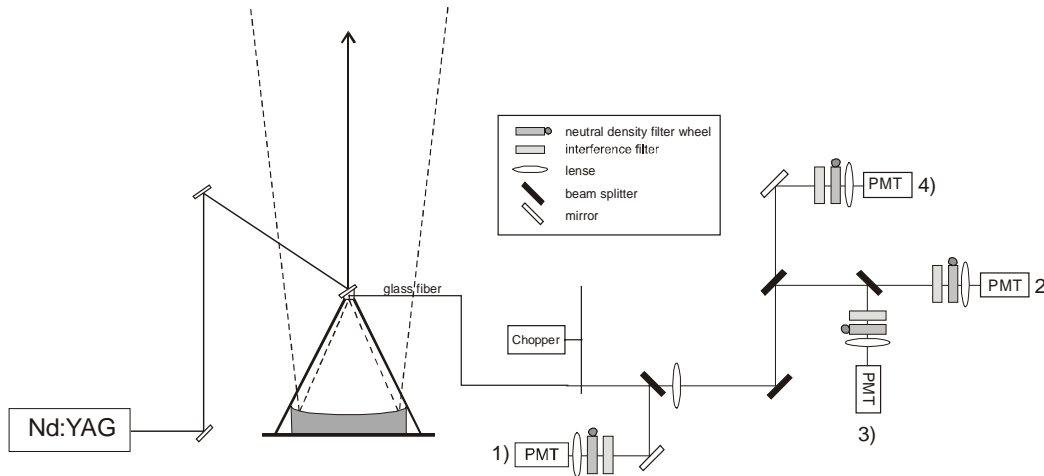 neutral density filter wheel
interference filter
lense
beam splitter
mirror
PMT 4)
glass fiber
PMT 2
Chopper
PMT
3)
1) PMT
Nd:YAG